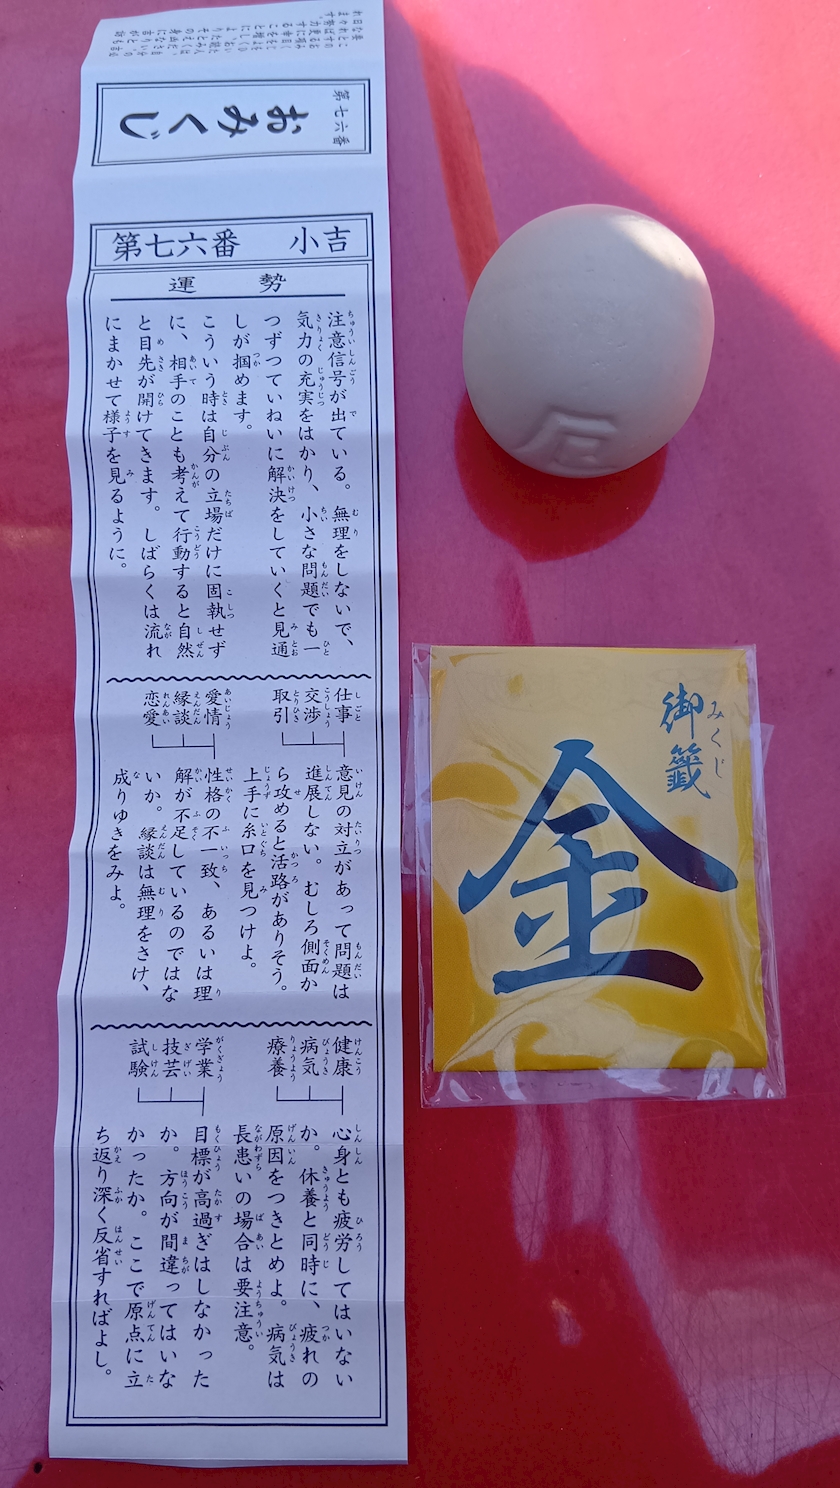 第七六番
おみくじ
第七六番　小吉
運勢
注意信号が出ている。無理をしないで、
気力の充実をはかり、小さな問題でも一
つずつていねいに解決をしていくと見通
しが掴めます。
こういう時は自分の立場だけに固執せず
に、相手のことも考えて行動すると自然
と目先が開けてきます。しばらくは流れ
にまかせて様子を見るように。
仕事
交渉
取引
意見の対立があって問題は
進展しない。むしろ側面か
ら攻めると活路がありそう。
上手に糸口を見つけよ。
愛情
縁談
恋愛
性格の不一致、あるいは理
解が不足しているのではな
いか。縁談は無理をさけ、
成りゆきをみよ。
健康
病気
療養
心身とも疲労してはいない
か。休養と同時に、疲れの
原因をつきとめよ。病気は
長患いの場合は要注意。
学業
技芸
試験
目標が高過ぎはしなかった
か。方向が間違ってはいな
かったか。ここで原点に立
ち返り深く反省すればよし。
厄
みくじ
御籤
金